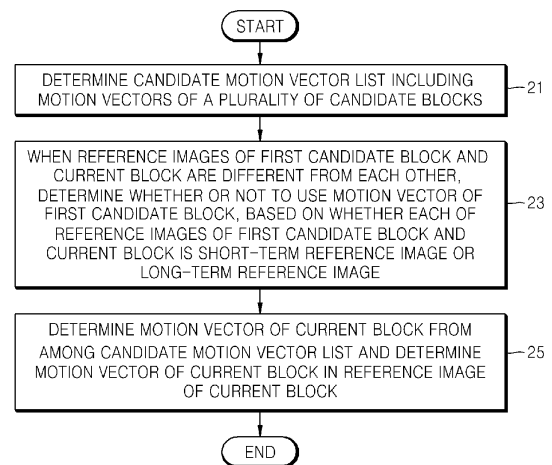 START
DETERMINE CANDIDATE MOTION VECTOR LIST INCLUDING
MOTION VECTORS OF A PLURALITY OF CANDIDATE BLOCKS
21
WHEN REFERENCE IMAGES OF FIRST CANDIDATE BLOCK AND
CURRENT BLOCK ARE DIFFERENT FROM EACH OTHER,
DETERMINE WHETHER OR NOT TO USE MOTION VECTOR OF
FIRST CANDIDATE BLOCK, BASED ON WHETHER EACH OF
REFERENCE IMAGES OF FIRST CANDIDATE BLOCK AND
CURRENT BLOCK IS SHORT-TERM REFERENCE IMAGE OR
LONG-TERM REFERENCE IMAGE
23
DETERMINE MOTION VECTOR OF CURRENT BLOCK FROM
AMONG CANDIDATE MOTION VECTOR LIST AND DETERMINE
MOTION VECTOR OF CURRENT BLOCK IN REFERENCE IMAGE
OF CURRENT BLOCK
25
END